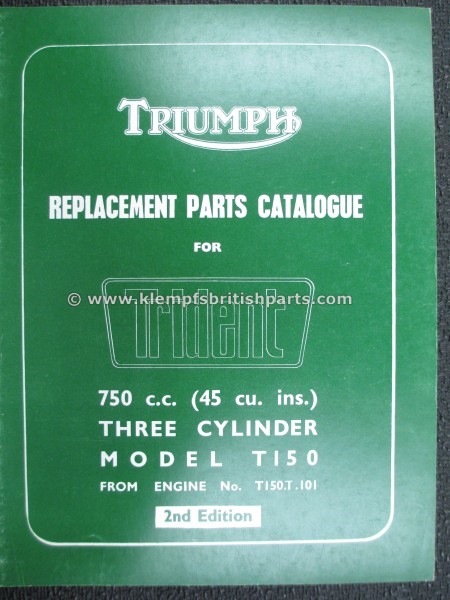 TRIUMPH
REPLACEMENT PARTS CATALOGUE
FOR
Trident
© www.klempfsbritishparts.com
750 c.c. (45 cu. ins.)
THREE CYLINDER
MODEL T150
FROM ENGINE No. T150.T.101
2nd Edition